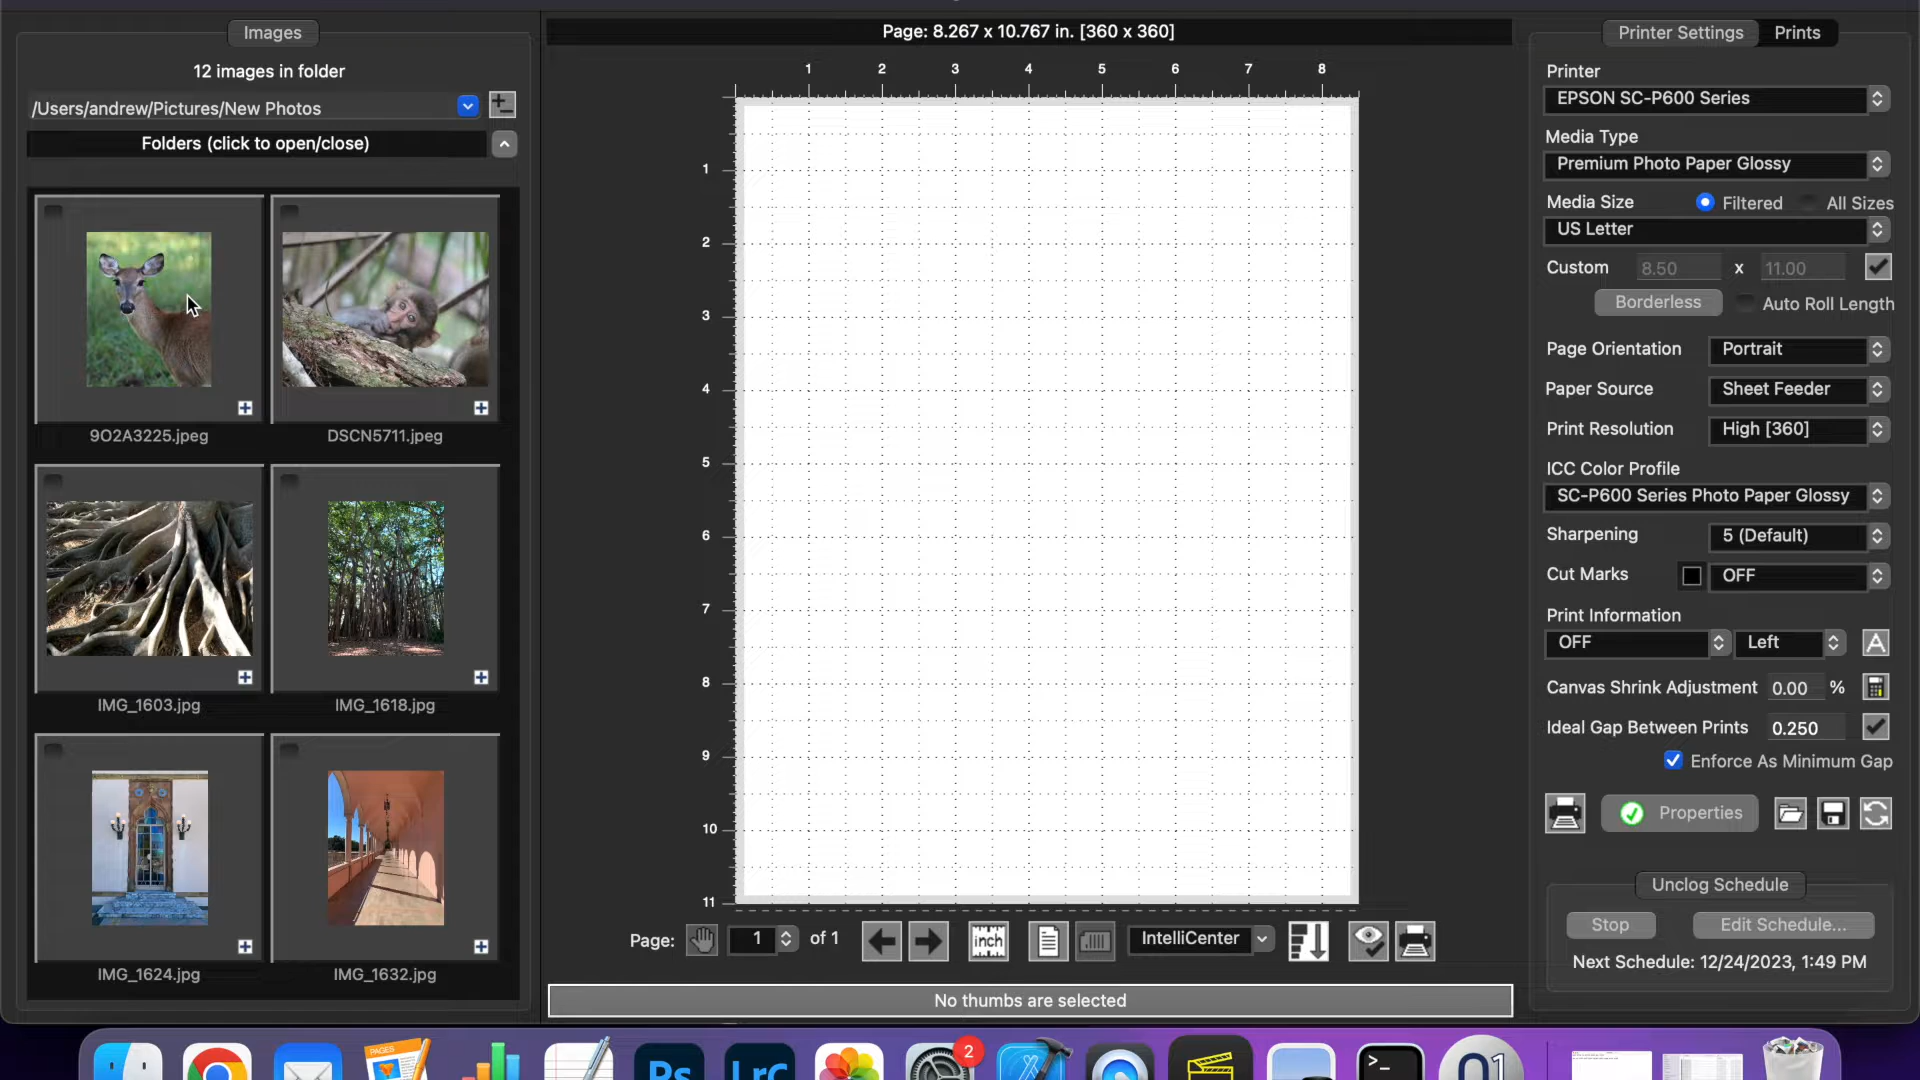 Images
12 images in folder
/Users/andrew/Pictures/New Photos
Folders (click to open/close)
9O2A3225.jpeg
DSCN5711.jpeg
IMG_1603.jpg
IMG_1618.jpg
IMG_1624.jpg
IMG_1632.jpg
Page: 8.267 x 10.767 in. [360 x 360]
1 2 3 4 5 6 7 8
1
2
3
4
5
6
7
8
9
10
11
Page: 1 of 1 inch IntelliCenter
No thumbs are selected
Printer Settings Prints
Printer
EPSON SC-P600 Series
Media Type
Premium Photo Paper Glossy
Media Size Filtered All Sizes
US Letter
Custom 8.50 x 11.00
Borderless Auto Roll Length
Page Orientation Portrait
Paper Source Sheet Feeder
Print Resolution High [360]
ICC Color Profile
SC-P600 Series Photo Paper Glossy
Sharpening 5 (Default)
Cut Marks OFF
Print Information
OFF Left A
Canvas Shrink Adjustment 0.00 %
Ideal Gap Between Prints 0.250
Enforce As Minimum Gap
Properties
Unclog Schedule
Stop Edit Schedule...
Next Schedule: 12/24/2023, 1:49 PM
PAGES Ps LrC 2 >_ 01